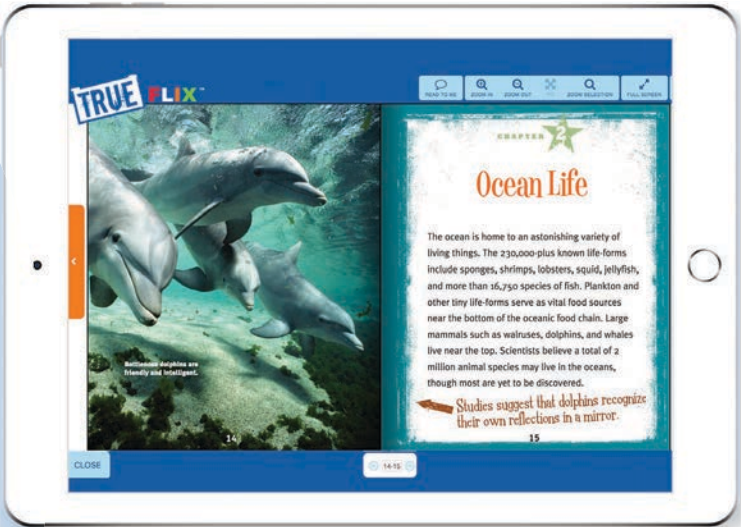 TRUE FLIX™
READ TO ME
ZOOM IN
ZOOM OUT
ZOOM SELECTION
FULL SCREEN
Bottlenose dolphins are
friendly and intelligent.
14
CHAPTER 2
Ocean Life
The ocean is home to an astonishing variety of
living things. The 230,000-plus known life-forms
include sponges, shrimps, lobsters, squid, jellyfish,
and more than 16,750 species of fish. Plankton and
other tiny life-forms serve as vital food sources
near the bottom of the oceanic food chain. Large
mammals such as walruses, dolphins, and whales
live near the top. Scientists believe a total of 2
million animal species may live in the oceans,
though most are yet to be discovered.
Studies suggest that dolphins recognize
their own reflections in a mirror.
15
CLOSE
14-15